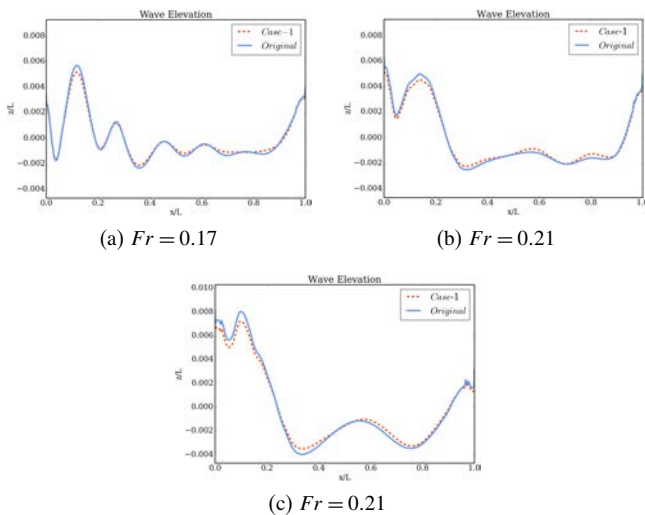 Wave Elevation
0.008
0.006
0.004
0.002
0.000
−0.002
−0.004
z/L
Case−1
Original
0.0 0.2 0.4 0.6 0.8 1.0
x/L
(a) Fr = 0.17
Wave Elevation
0.008
0.006
0.004
0.002
0.000
−0.002
−0.004
z/L
Case-1
Original
0.0 0.2 0.4 0.6 0.8 1.0
x/L
(b) Fr = 0.21
Wave Elevation
0.010
0.008
0.006
0.004
0.002
0.000
−0.002
−0.004
z/L
Case-1
Original
0.0 0.2 0.4 0.6 0.8 1.0
x/L
(c) Fr = 0.21